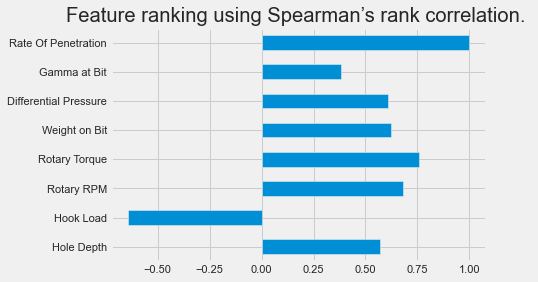 Feature ranking using Spearman’s rank correlation.
Rate Of Penetration
Gamma at Bit
Differential Pressure
Weight on Bit
Rotary Torque
Rotary RPM
Hook Load
Hole Depth
−0.50 −0.25 0.00 0.25 0.50 0.75 1.00